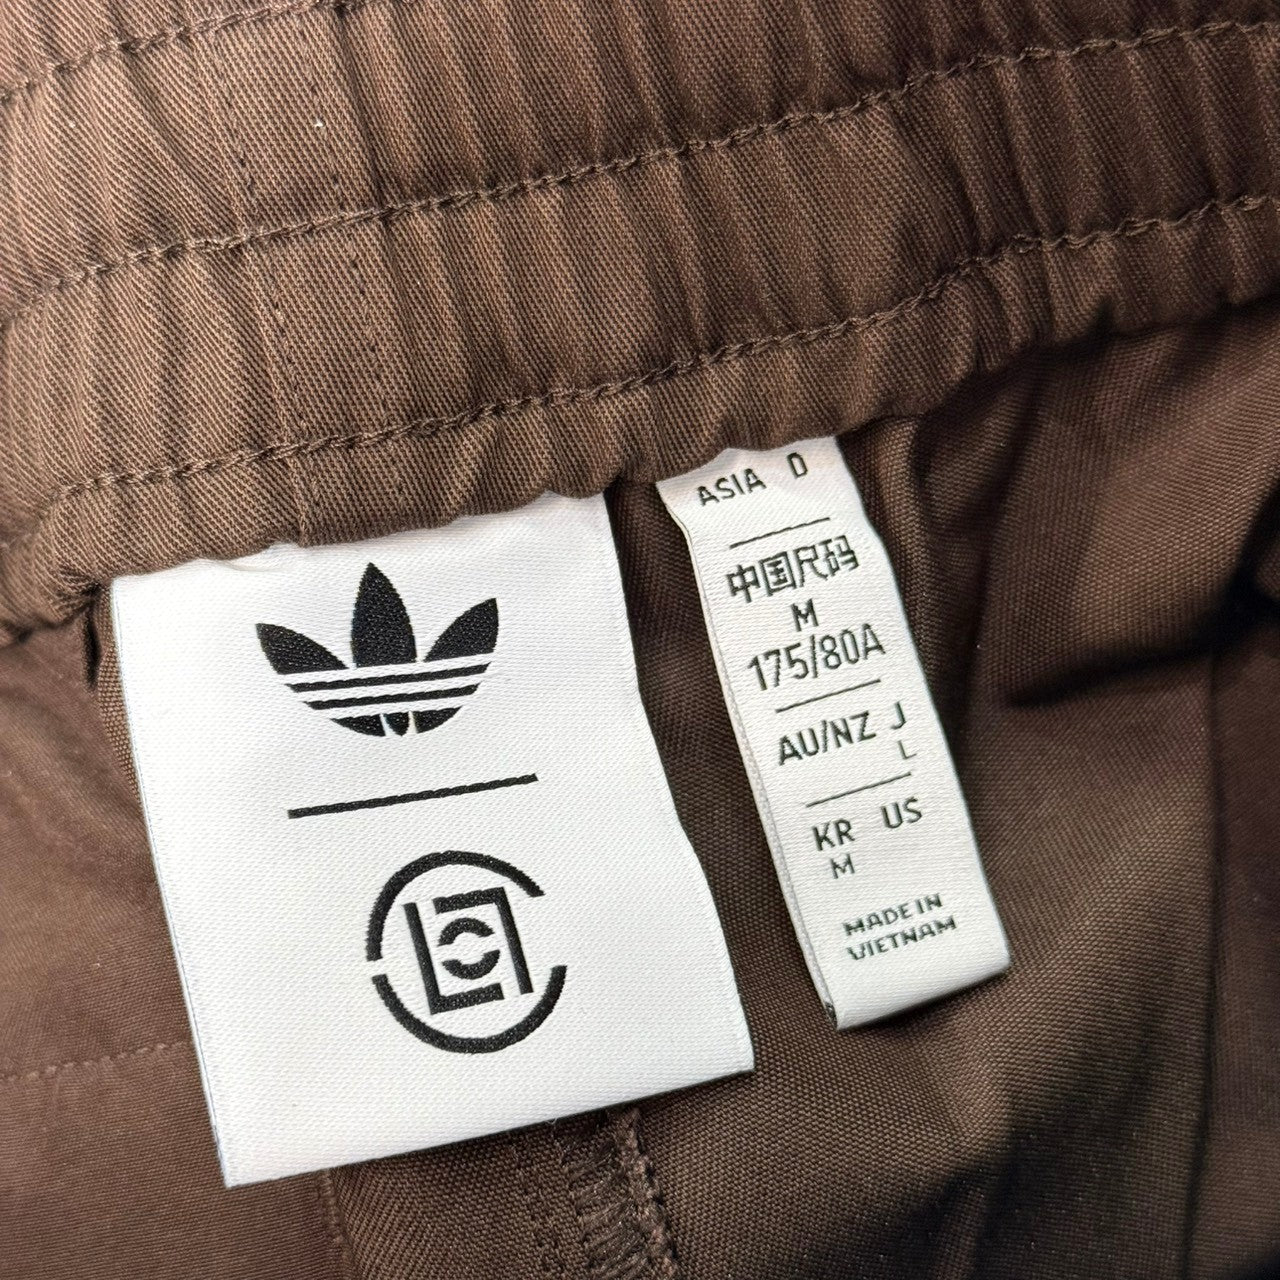 ASIA D
中国尺码
M
175/80A
AU/NZ J
L
KR US
M
MADE IN
VIETNAM